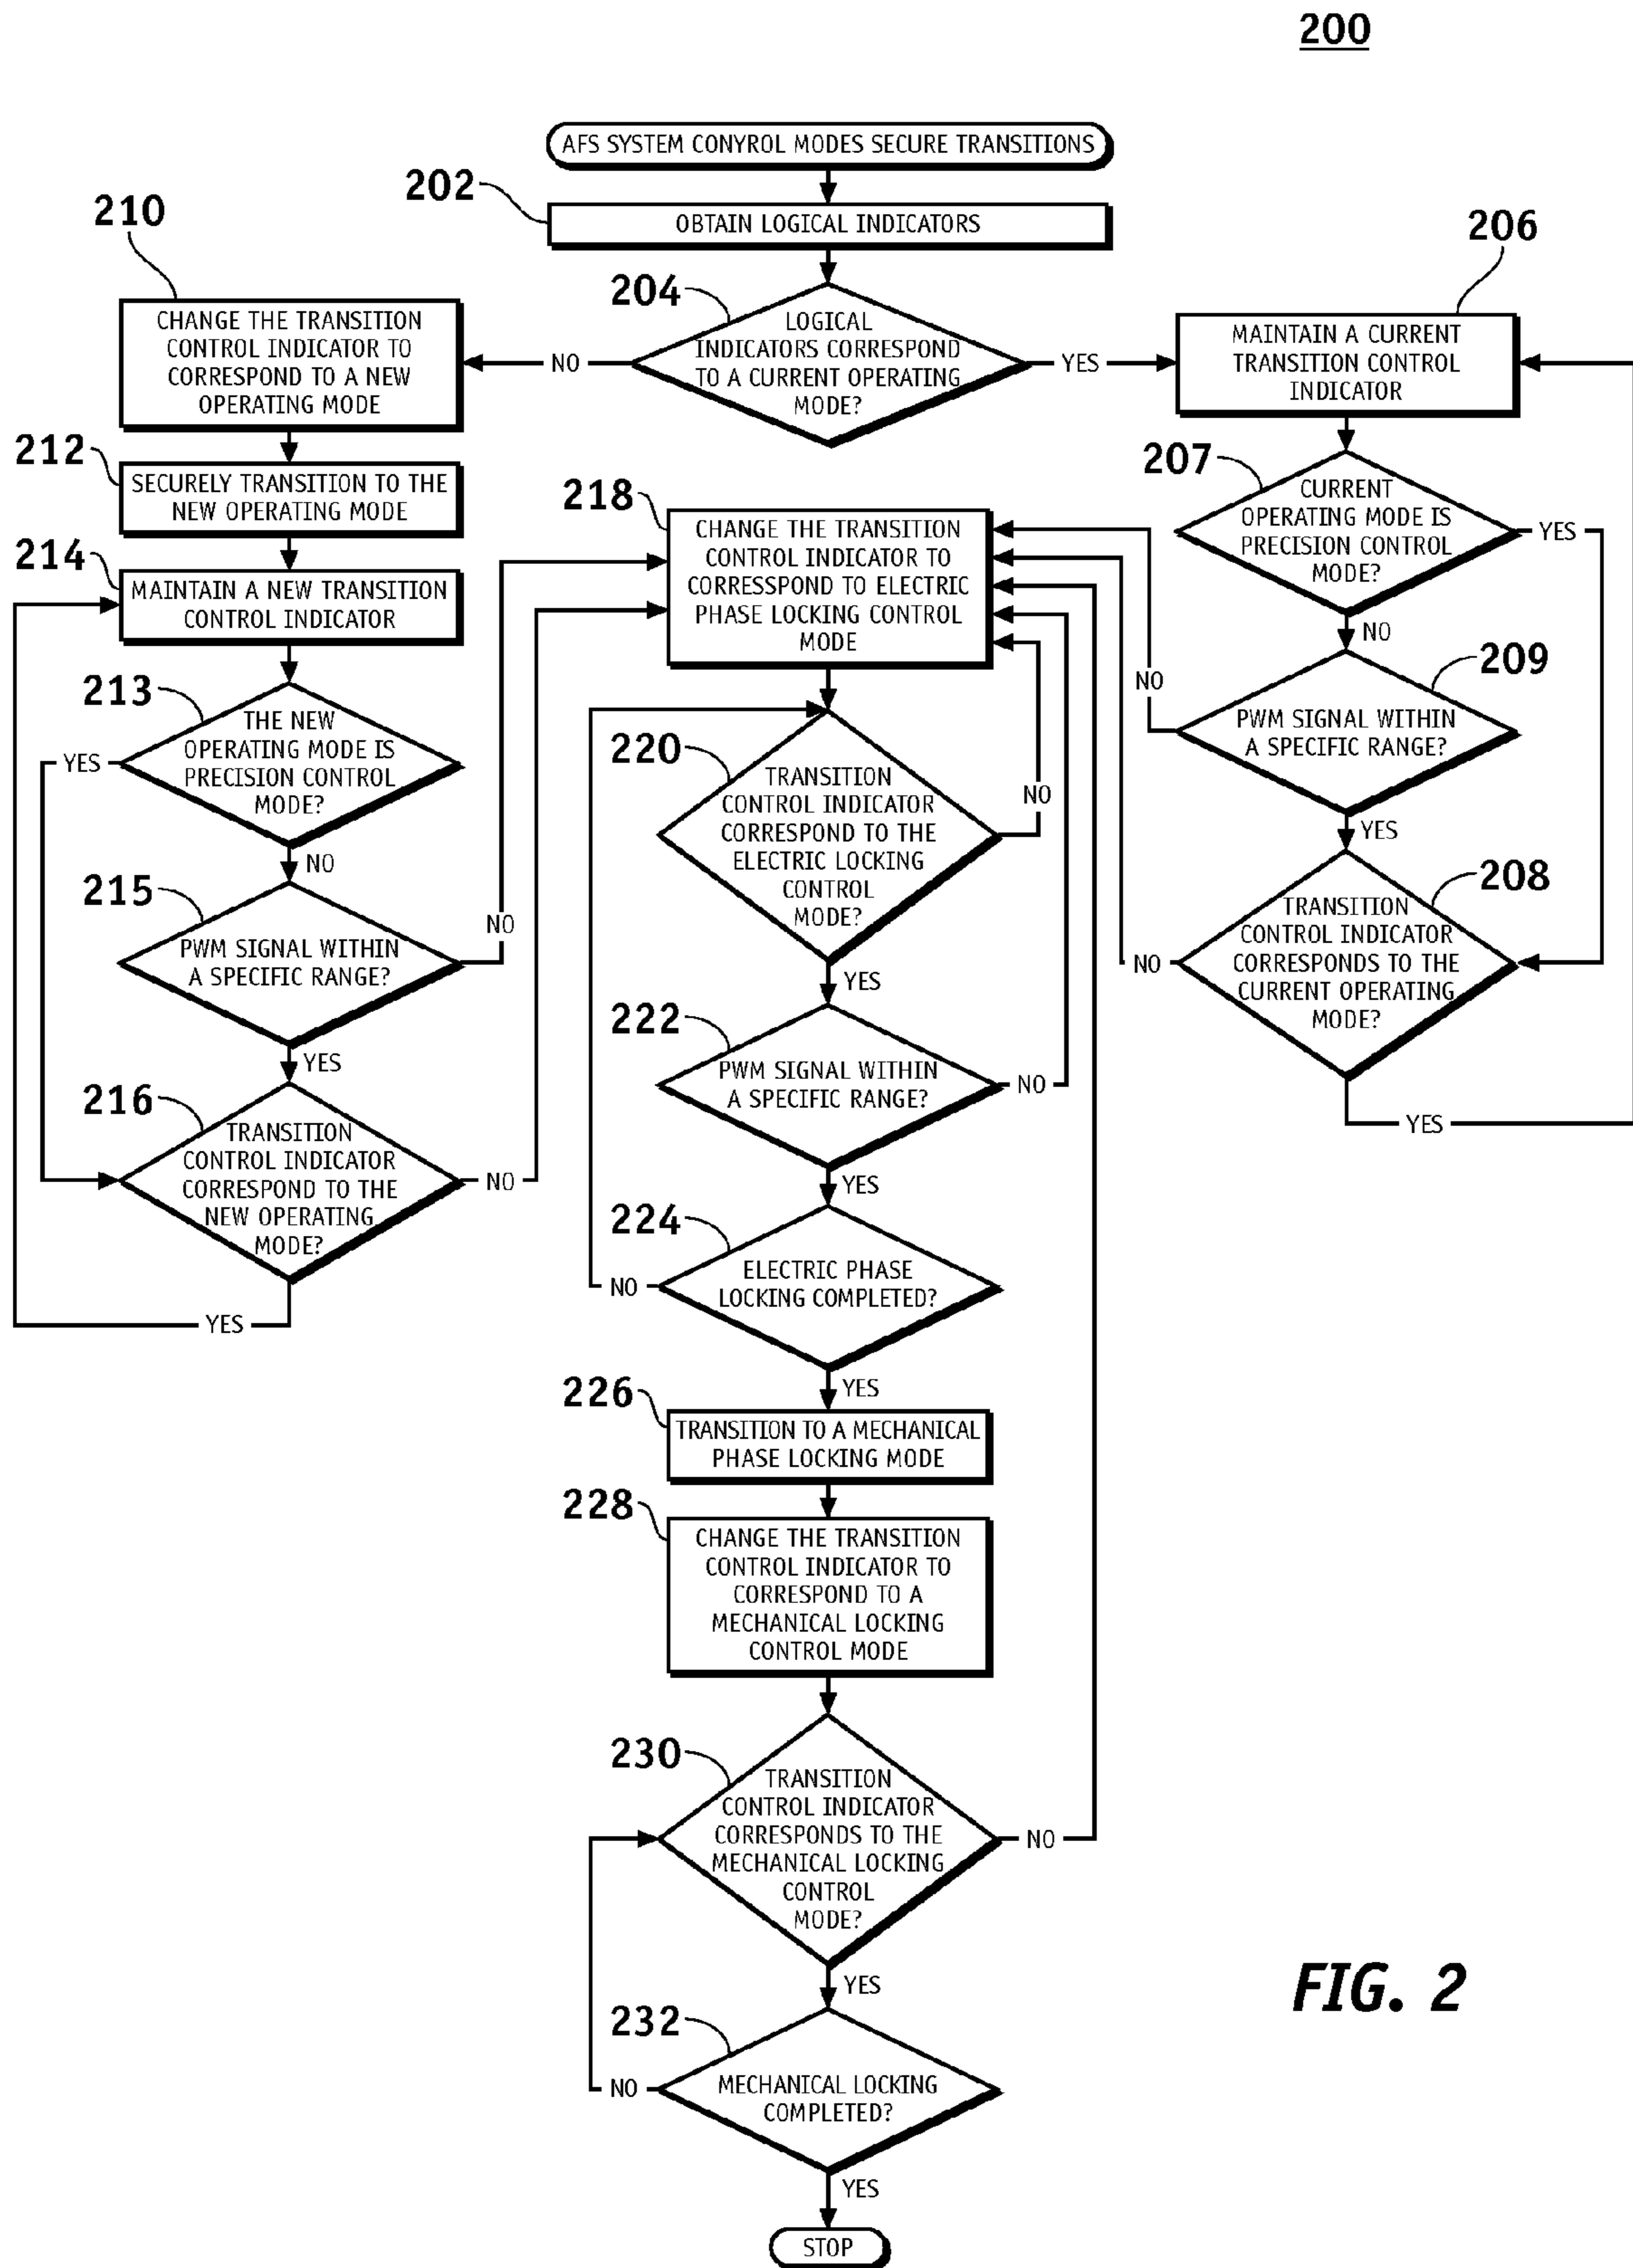 200
AFS SYSTEM CONYROL MODES SECURE TRANSITIONS
202
OBTAIN LOGICAL INDICATORS
204
LOGICAL
INDICATORS CORRESPOND
TO A CURRENT OPERATING
MODE?
NO
YES
210
CHANGE THE TRANSITION
CONTROL INDICATOR TO
CORRESPOND TO A NEW
OPERATING MODE
212
SECURELY TRANSITION TO THE
NEW OPERATING MODE
214
MAINTAIN A NEW TRANSITION
CONTROL INDICATOR
213
THE NEW
OPERATING MODE IS
PRECISION CONTROL
MODE?
YES
NO
215
PWM SIGNAL WITHIN
A SPECIFIC RANGE?
NO
YES
216
TRANSITION
CONTROL INDICATOR
CORRESPOND TO THE
NEW OPERATING
MODE?
NO
YES
206
MAINTAIN A CURRENT
TRANSITION CONTROL
INDICATOR
207
CURRENT
OPERATING MODE IS
PRECISION CONTROL
MODE?
YES
NO
209
PWM SIGNAL WITHIN
A SPECIFIC RANGE?
NO
YES
208
TRANSITION
CONTROL INDICATOR
CORRESPONDS TO THE
CURRENT OPERATING
MODE?
NO
YES
218
CHANGE THE TRANSITION
CONTROL INDICATOR TO
CORRESSPOND TO ELECTRIC
PHASE LOCKING CONTROL
MODE
220
TRANSITION
CONTROL INDICATOR
CORRESPOND TO THE
ELECTRIC LOCKING
CONTROL
MODE?
NO
YES
222
PWM SIGNAL WITHIN
A SPECIFIC RANGE?
NO
YES
224
ELECTRIC PHASE
LOCKING COMPLETED?
NO
YES
226
TRANSITION TO A MECHANICAL
PHASE LOCKING MODE
228
CHANGE THE TRANSITION
CONTROL INDICATOR TO
CORRESPOND TO A
MECHANICAL LOCKING
CONTROL MODE
230
TRANSITION
CONTROL INDICATOR
CORRESPONDS TO THE
MECHANICAL LOCKING
CONTROL
MODE?
NO
YES
232
MECHANICAL LOCKING
COMPLETED?
NO
YES
STOP
FIG. 2